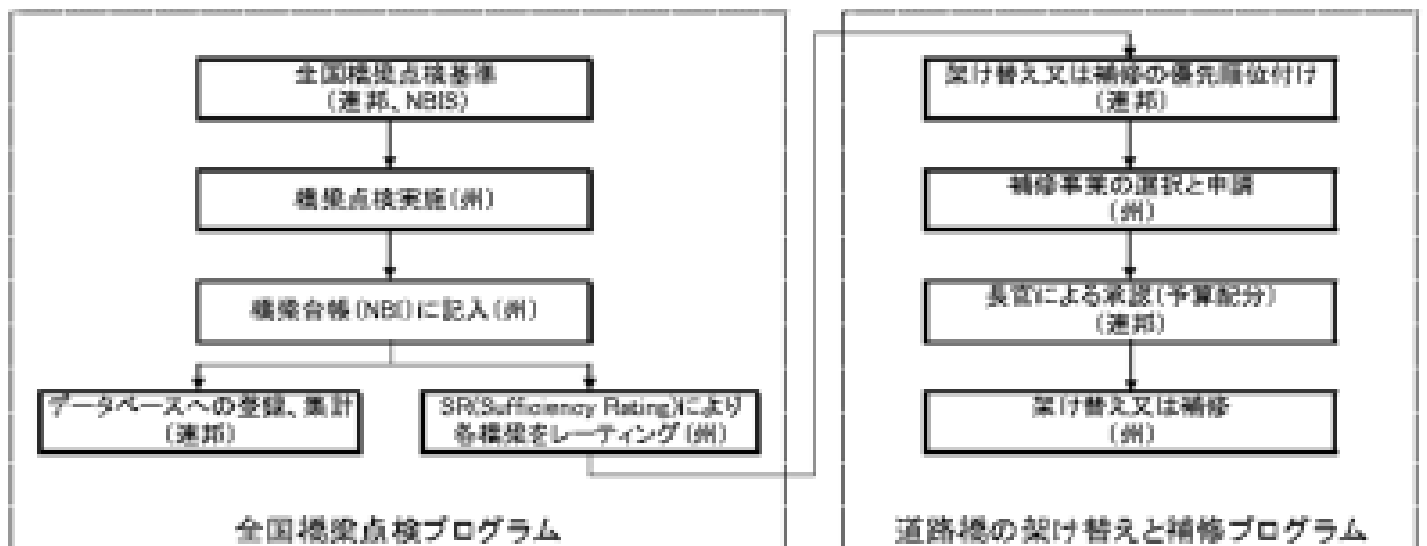 全国橋梁点検基準
(連邦、NBIS)
橋梁点検実施(州)
橋梁台帳(NBI)に記入(州)
データベースへの登録、集計
(連邦)
SR(Sufficiency Rating)により
各橋梁をレーティング(州)
全国橋梁点検プログラム
架け替え又は補修の優先順位付け
(連邦)
補修事業の選択と申請
(州)
長官による承認(予算配分)
(連邦)
架け替え又は補修
(州)
道路橋の架け替えと補修プログラム